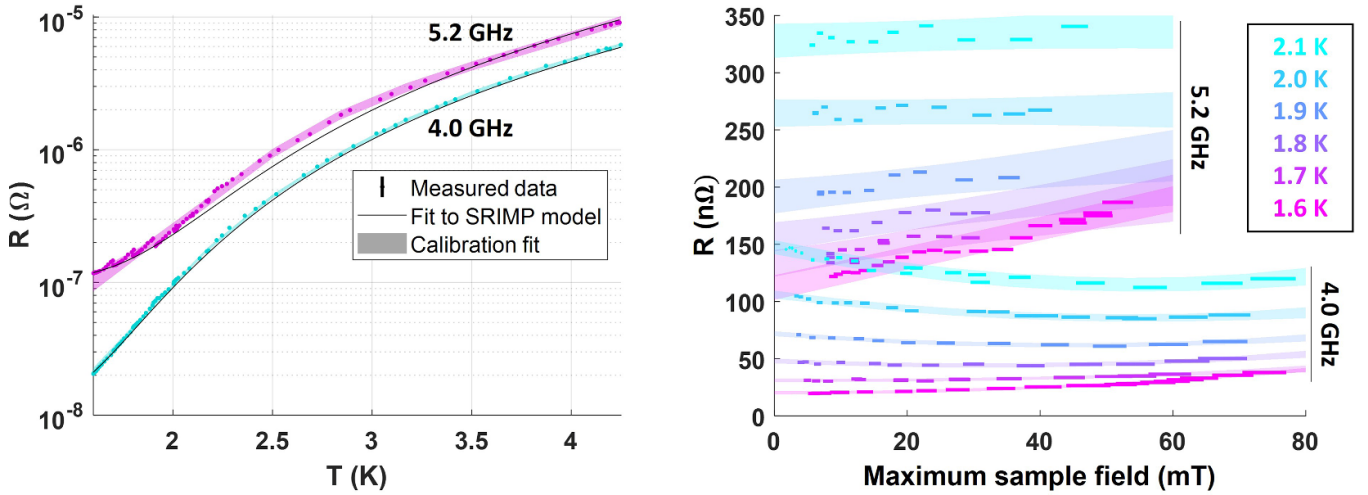 10⁻⁵
10⁻⁶
10⁻⁷
10⁻⁸
R (Ω)
5.2 GHz
4.0 GHz
Measured data
Fit to SRIMP model
Calibration fit
2
2.5
3
3.5
4
T (K)
350
300
250
200
150
100
50
0
R (nΩ)
0
20
40
60
80
Maximum sample field (mT)
5.2 GHz
4.0 GHz
2.1 K
2.0 K
1.9 K
1.8 K
1.7 K
1.6 K